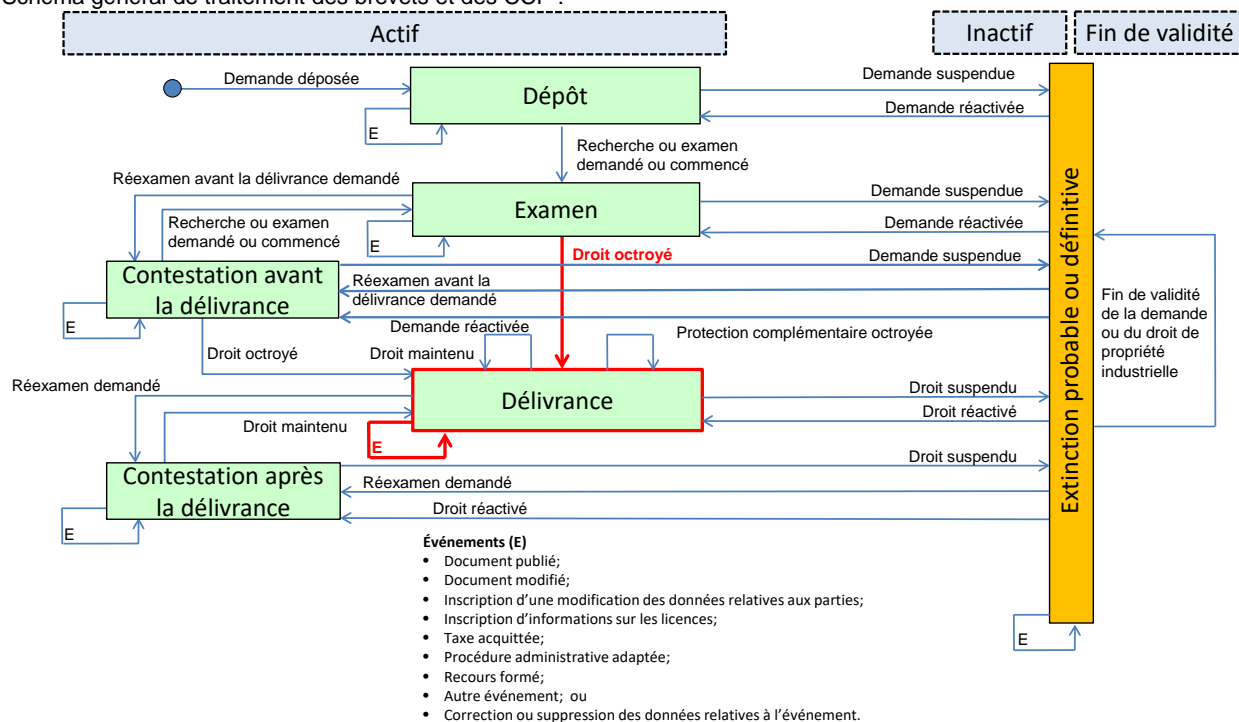 Schéma général de traitement des brevets et des CCP :
Actif
Inactif
Fin de validité
Demande déposée
Dépôt
Demande suspendue
Demande réactivée
E
Recherche ou examen
demandé ou commencé
Réexamen avant la délivrance demandé
Examen
Demande suspendue
Demande réactivée
Recherche ou examen
demandé ou commencé
E
Droit octroyé
Demande suspendue
Contestation avant
la délivrance
Réexamen avant la
délivrance demandé
E
Demande réactivée
Protection complémentaire octroyée
Droit octroyé
Droit maintenu
Fin de validité
de la demande
ou du droit de
propriété
industrielle
Extinction probable ou définitive
Réexamen demandé
Délivrance
Droit suspendu
Droit réactivé
Droit maintenu
E
Droit suspendu
Contestation après
la délivrance
Réexamen demandé
Droit réactivé
E
Événements (E)
• Document publié;
• Document modifié;
• Inscription d’une modification des données relatives aux parties;
• Inscription d’informations sur les licences;
• Taxe acquittée;
• Procédure administrative adaptée;
• Recours formé;
• Autre événement; ou
• Correction ou suppression des données relatives à l’événement.
E